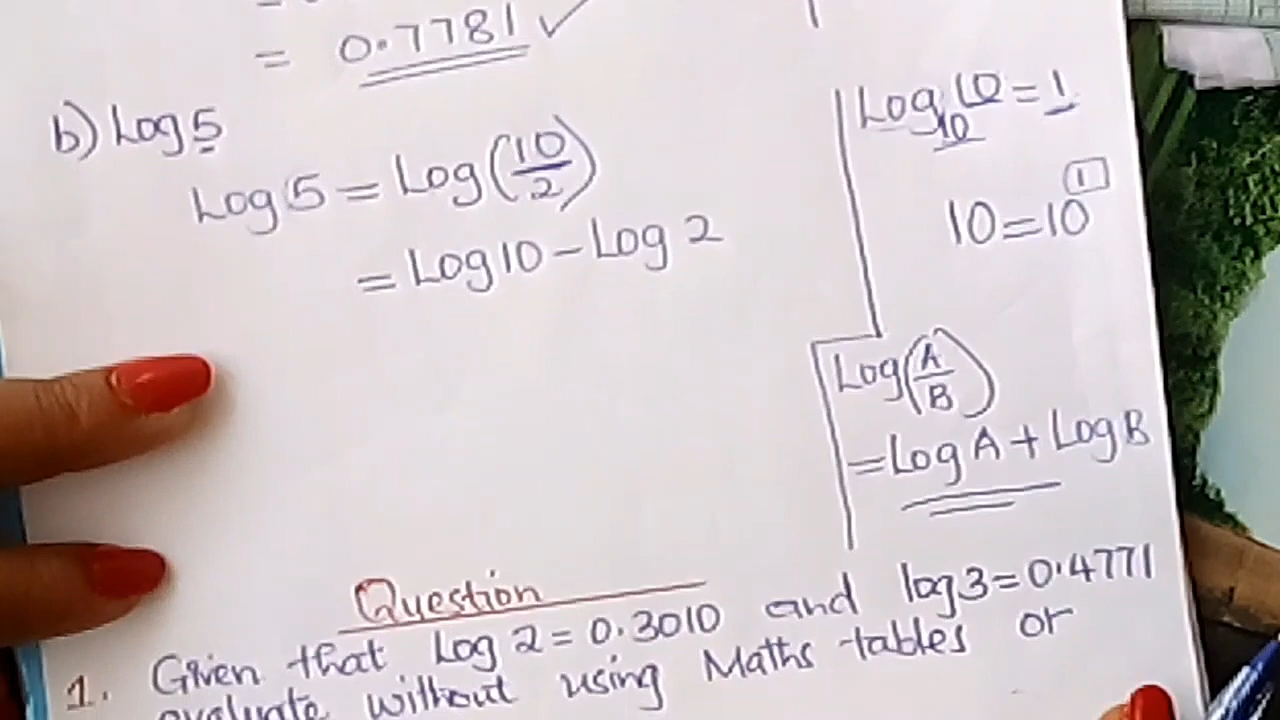 = 0.7781 ✓
b) Log 5
Log 5 = Log(10/2)
= Log 10 - Log 2
Log₁₀ 10 = 1
10 = 10¹
Log(A/B)
= Log A + Log B
Question
1. Given that Log 2 = 0.3010 and log 3 = 0.4771
evaluate without using Maths tables or